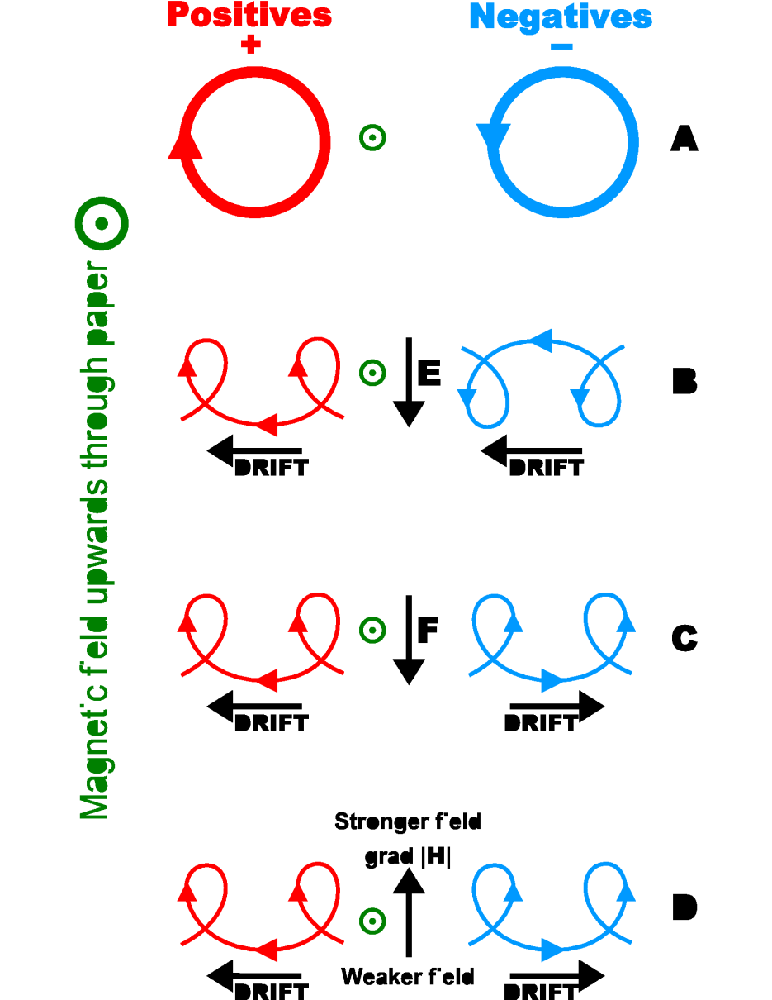 Positives
+
Negatives
−
A
Magnetic field upwards through paper
E
B
DRIFT
DRIFT
F
C
DRIFT
DRIFT
Stronger field
grad |H|
D
Weaker field
DRIFT
DRIFT